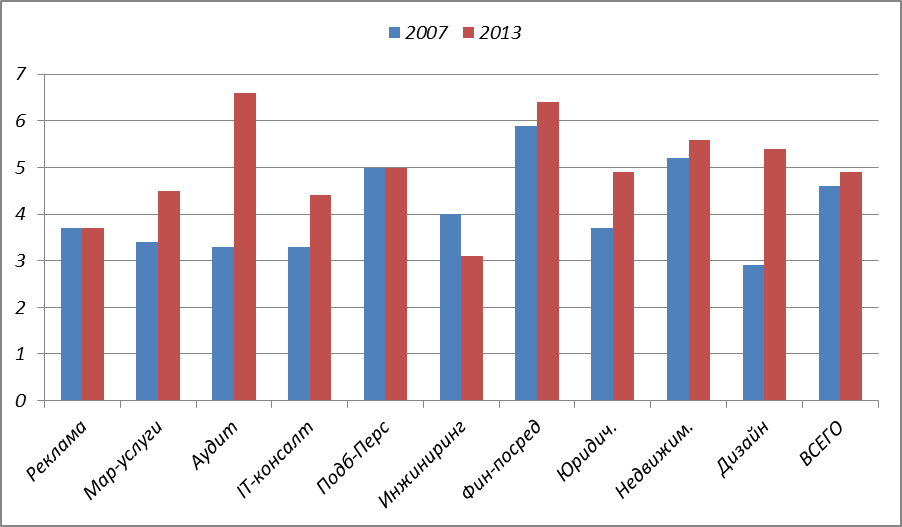 2007 2013
7
6
5
4
3
2
1
0
Реклама
Мар-услуги
Аудит
IT-консалт
Подб-Перс
Инжиниринг
Фин-посред
Юридич.
Недвижим.
Дизайн
ВСЕГО